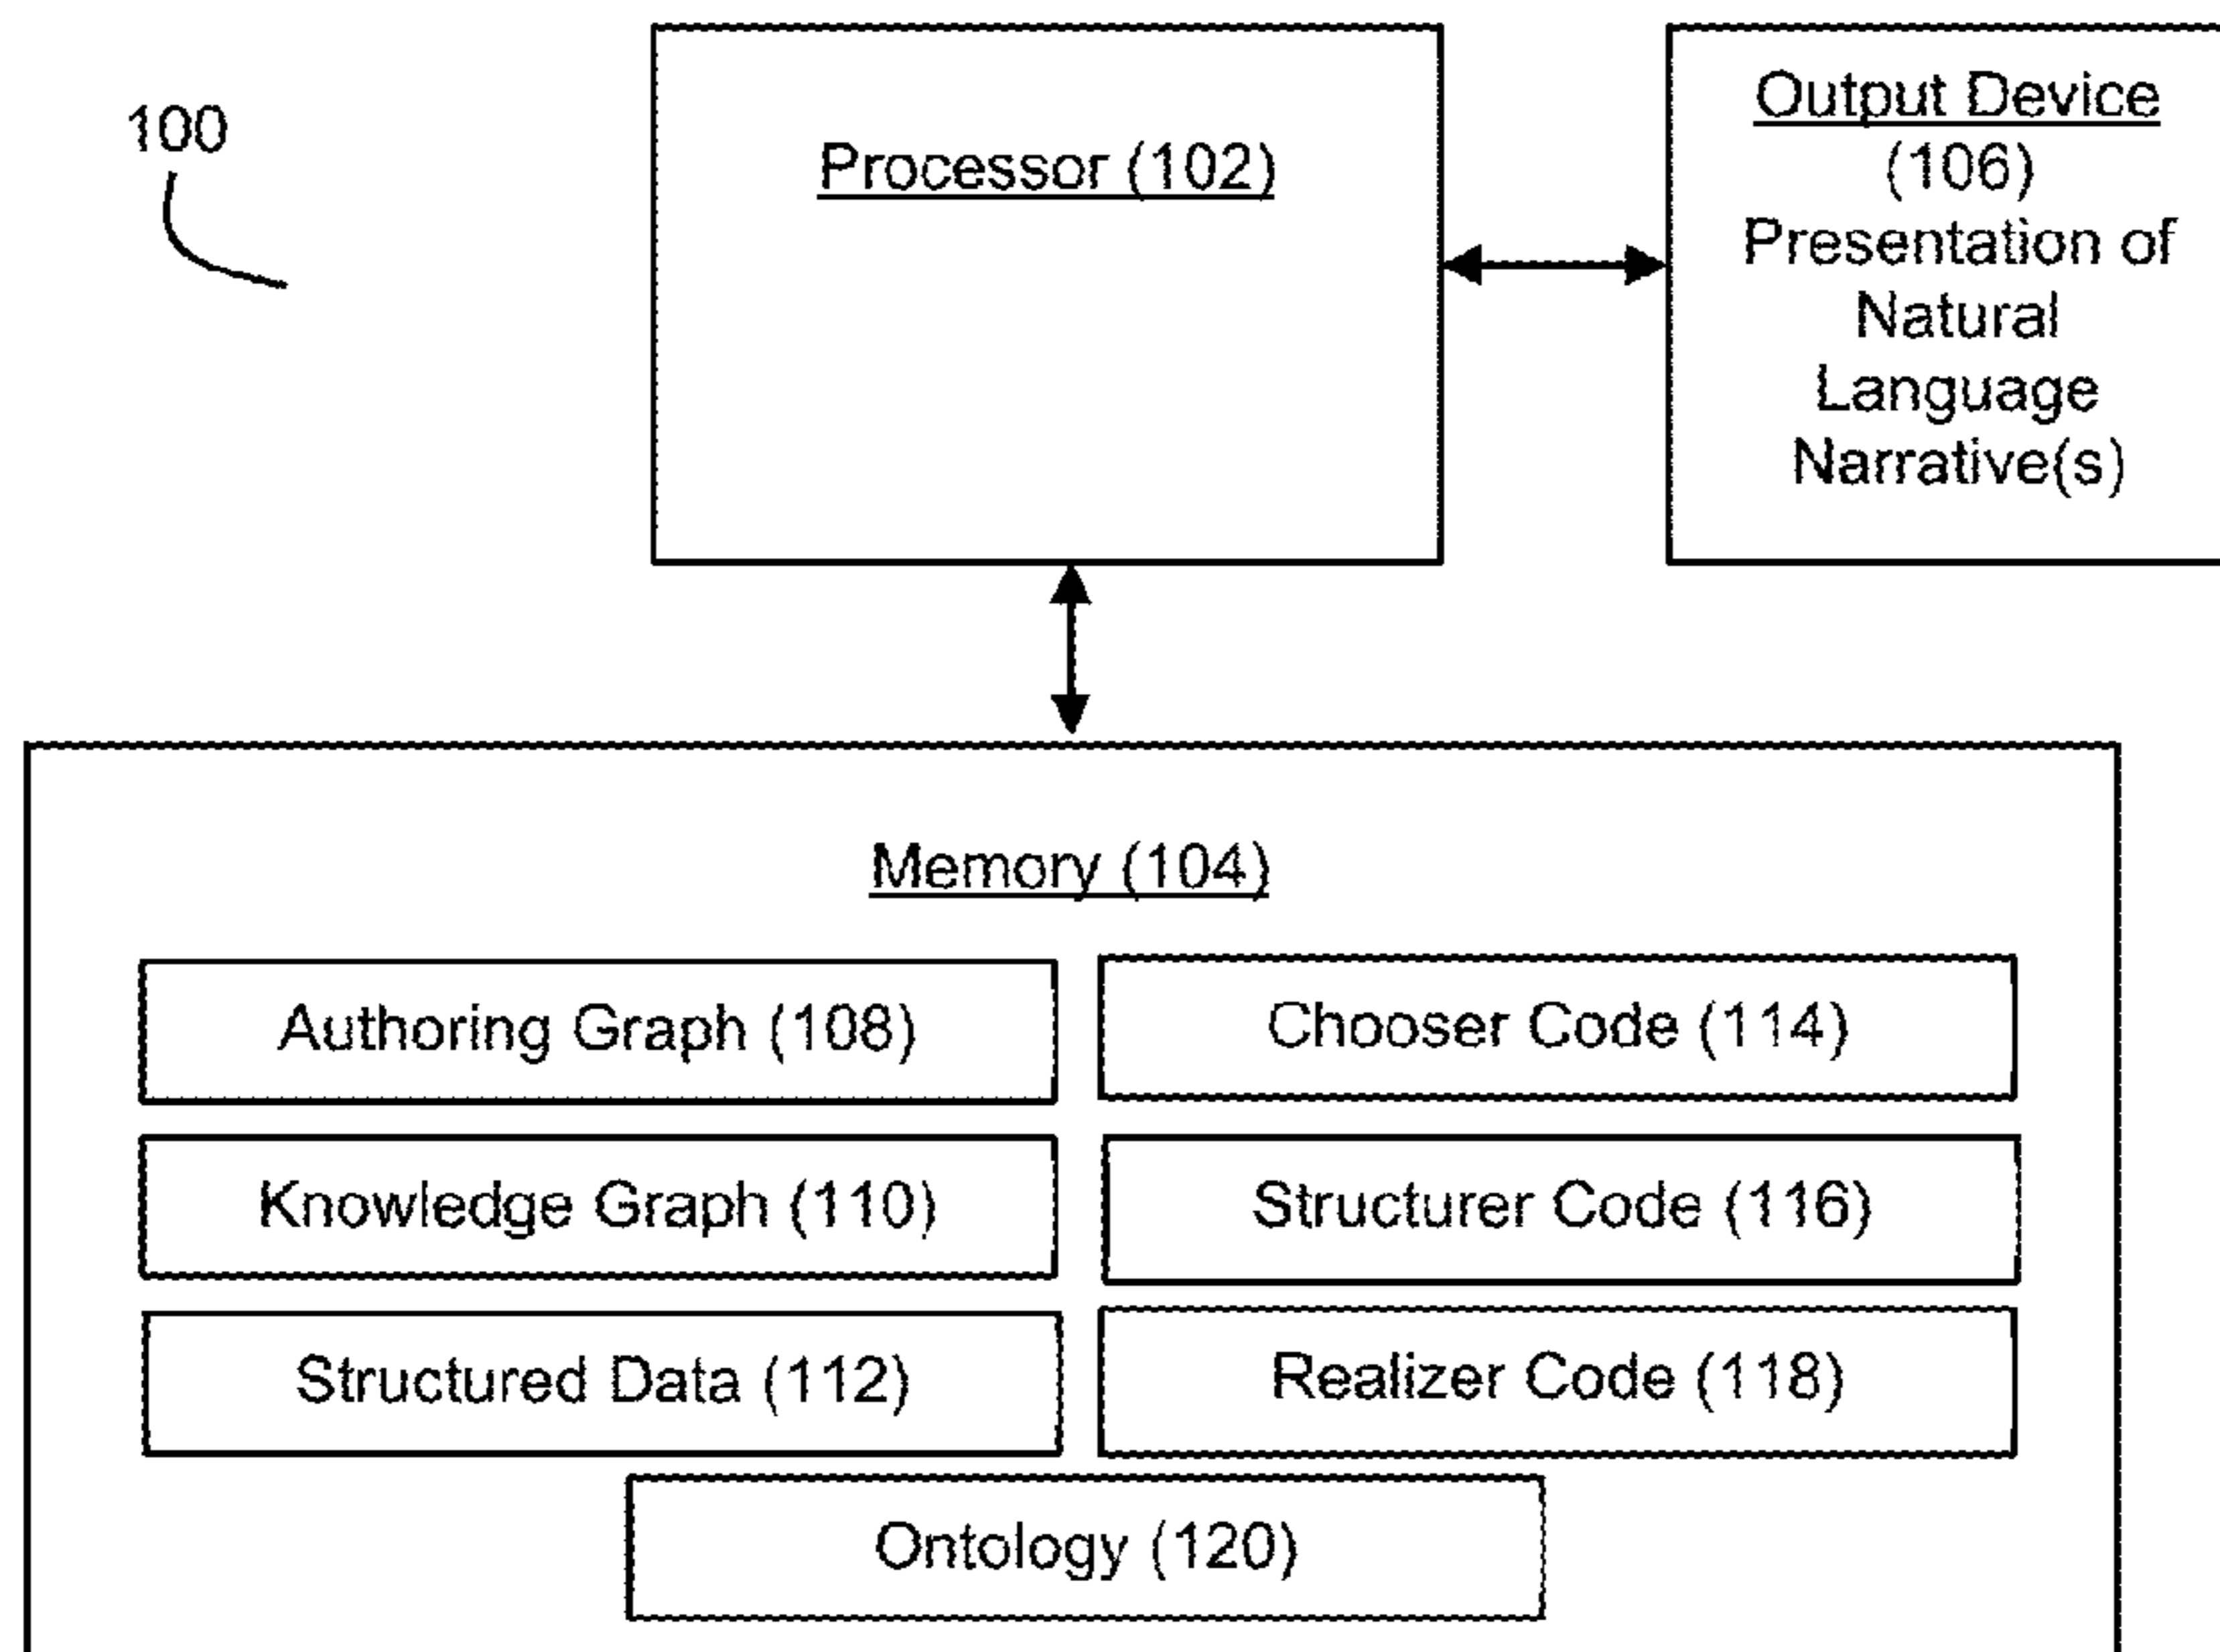 100
Processor (102)
Output Device
(106)
Presentation of
Natural
Language
Narrative(s)
Memory (104)
Authoring Graph (108)
Chooser Code (114)
Knowledge Graph (110)
Structurer Code (116)
Structured Data (112)
Realizer Code (118)
Ontology (120)